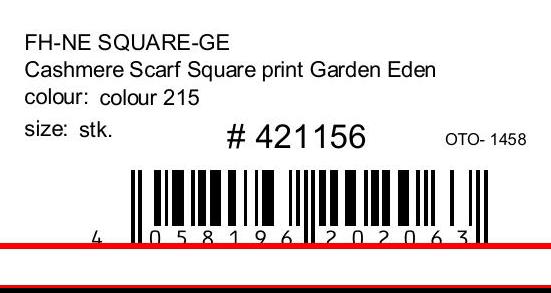 FH-NE SQUARE-GE
Cashmere Scarf Square print Garden Eden
colour: colour 215
size: stk.
# 421156
OTO- 1458
4 058196 202063